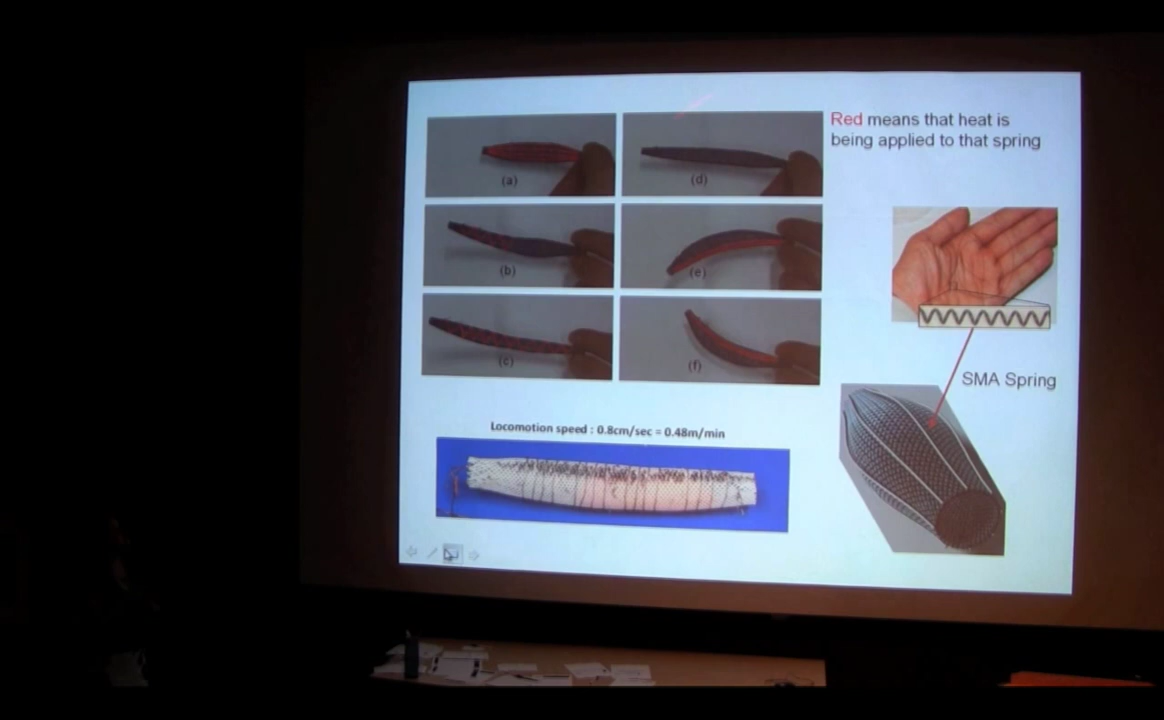 Red means that heat is
being applied to that spring
(a)
(d)
(b)
(e)
(c)
(f)
SMA Spring
Locomotion speed : 0.8cm/sec = 0.48m/min